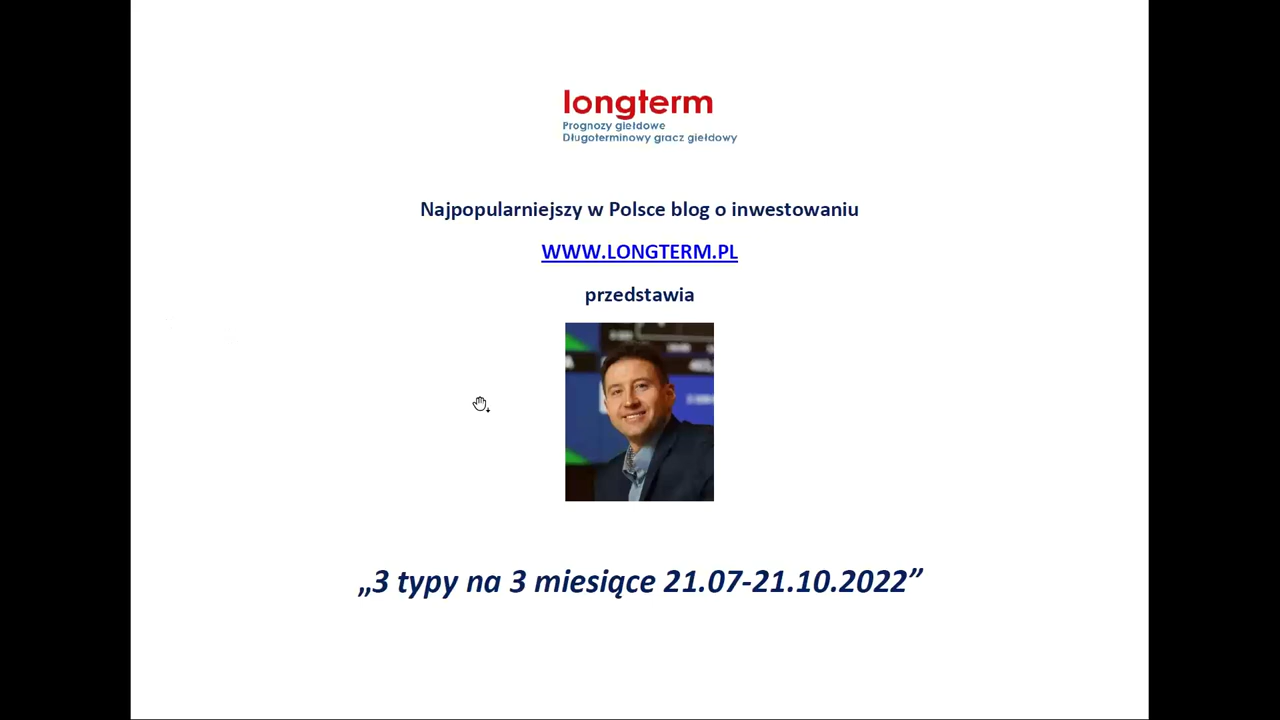 longterm
Prognozy giełdowe
Długoterminowy gracz giełdowy
Najpopularniejszy w Polsce blog o inwestowaniu
WWW.LONGTERM.PL
przedstawia
„3 typy na 3 miesiące 21.07-21.10.2022”